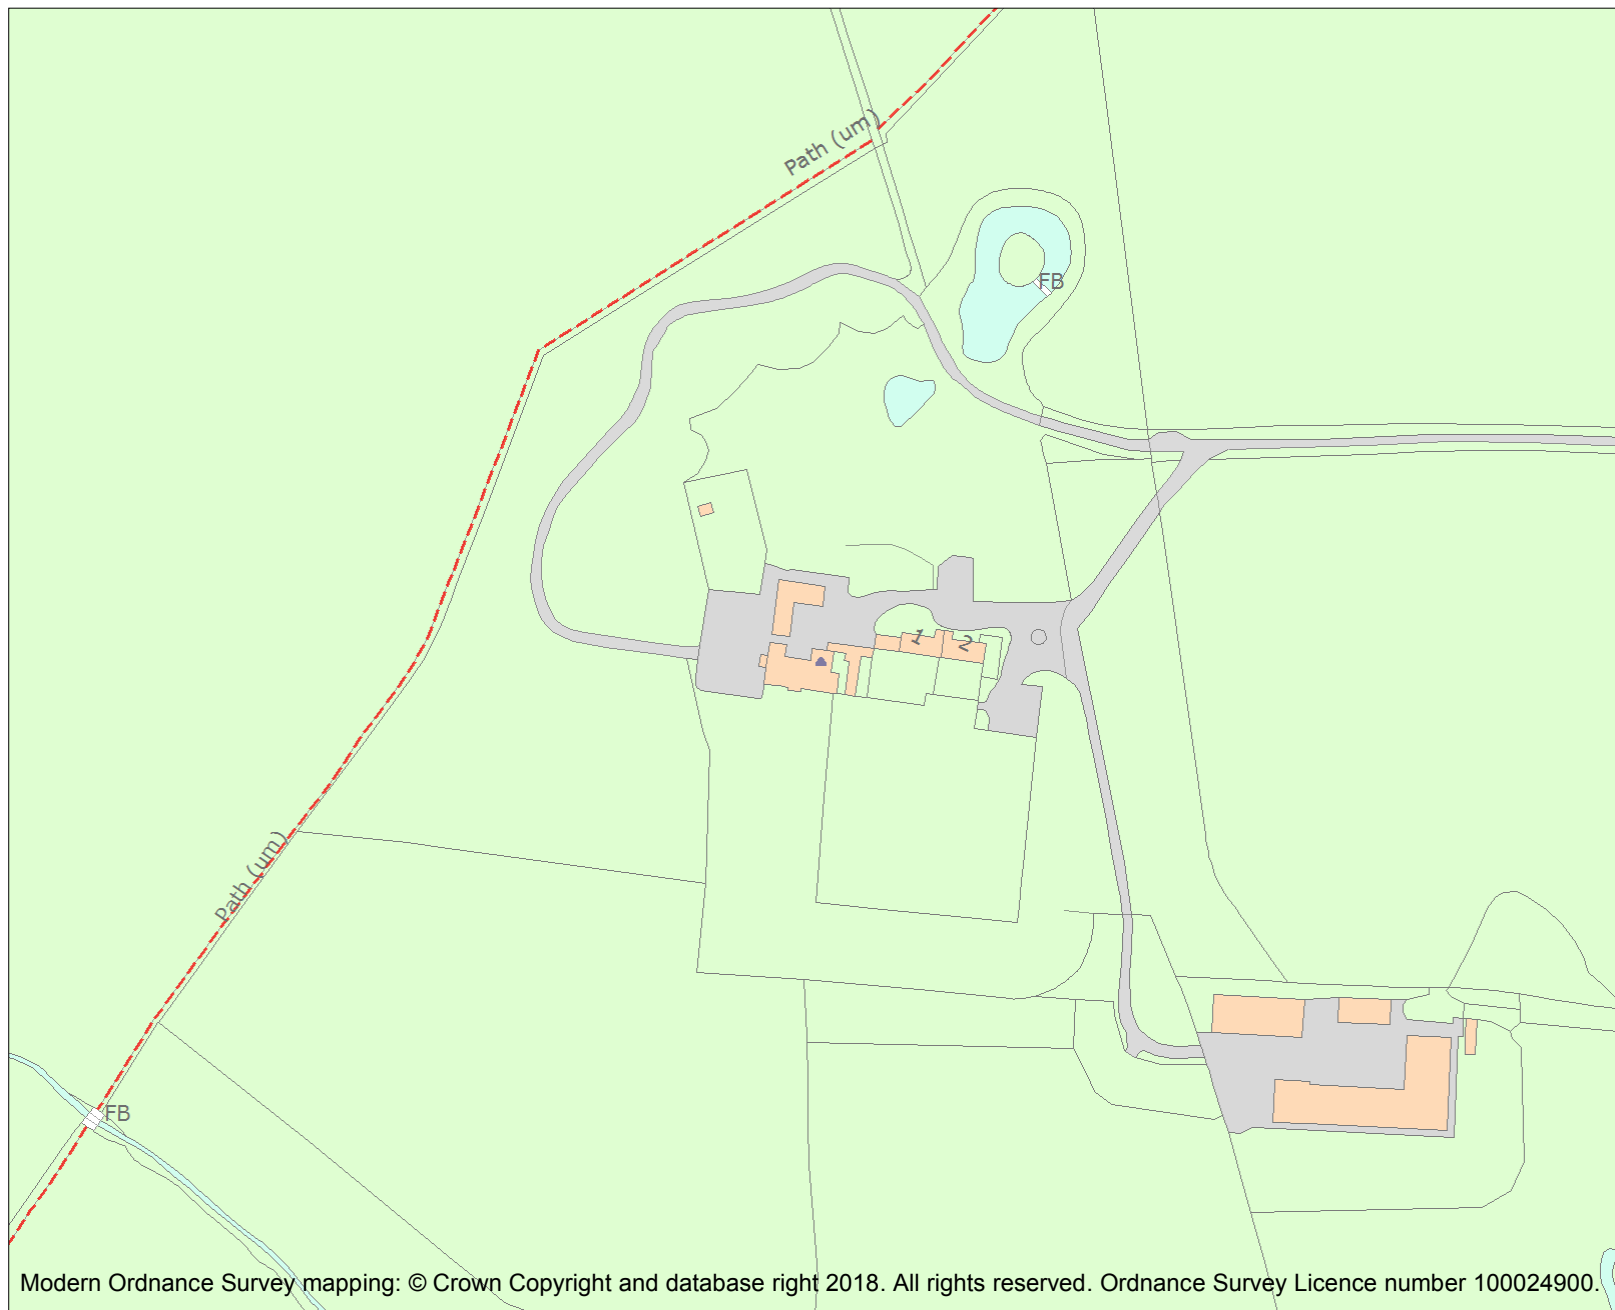 Path (um)
FB
1
2
Path (um)
FB
Modern Ordnance Survey mapping: © Crown Copyright and database right 2018. All rights reserved. Ordnance Survey Licence number 100024900.